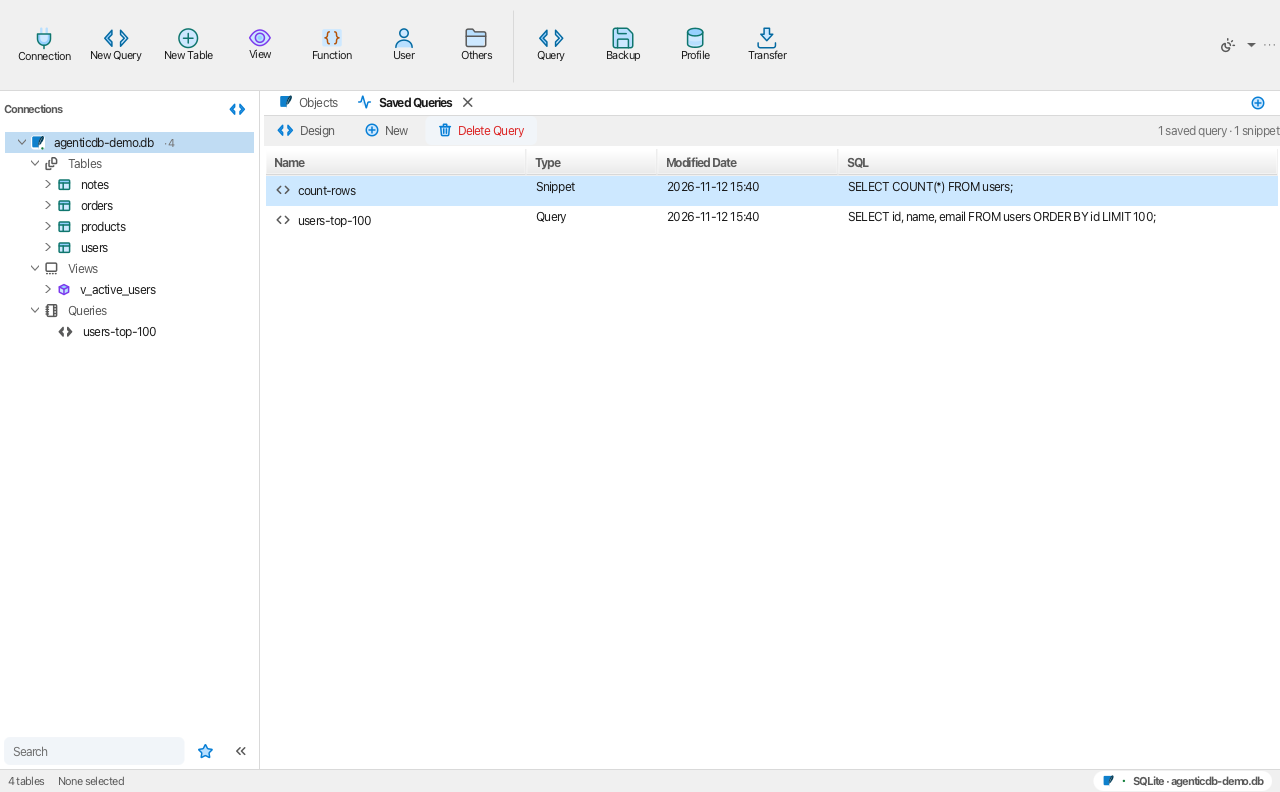 Connection
New Query
New Table
View
Function
User
Others
Query
Backup
Profile
Transfer
Connections
agenticdb-demo.db · 4
Tables
notes
orders
products
users
Views
v_active_users
Queries
users-top-100
Search
Objects
Saved Queries
Design
New
Delete Query
1 saved query · 1 snippet
Name Type Modified Date SQL
count-rows Snippet 2026-11-12 15:40 SELECT COUNT(*) FROM users;
users-top-100 Query 2026-11-12 15:40 SELECT id, name, email FROM users ORDER BY id LIMIT 100;
4 tables None selected
SQLite · agenticdb-demo.db